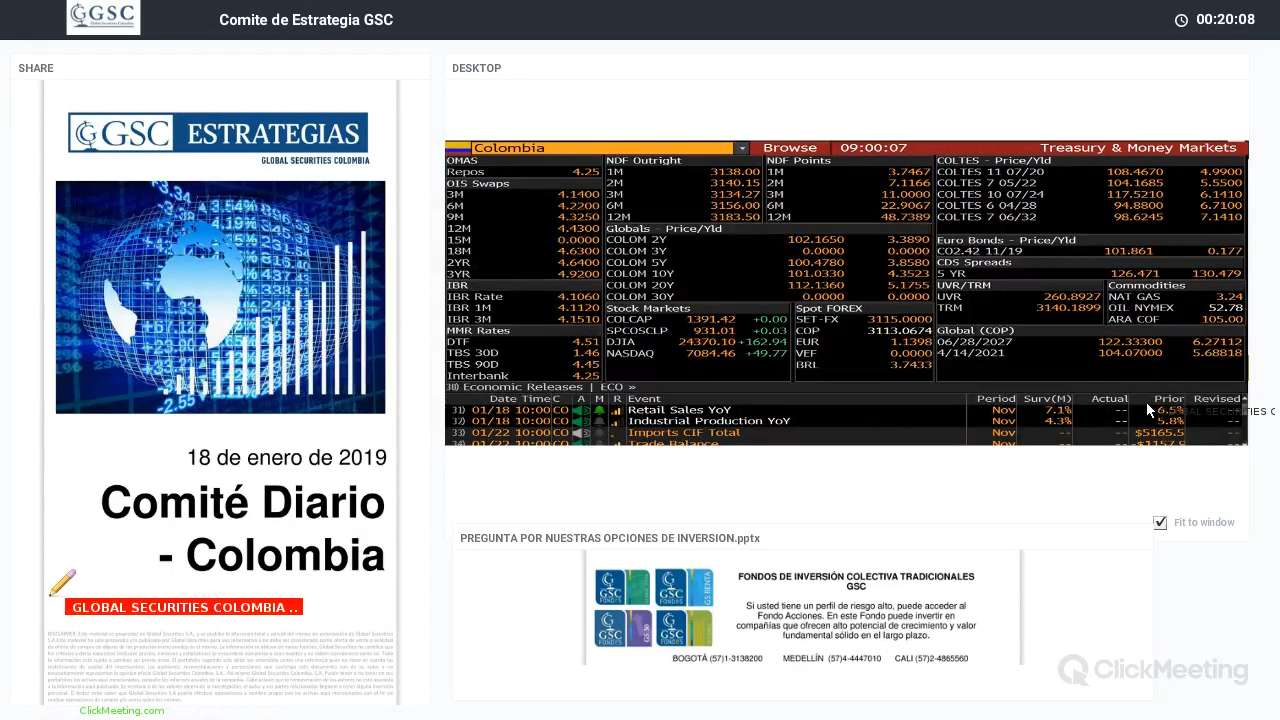 GSC
Comite de Estrategia GSC
00:20:08
SHARE
GSC ESTRATEGIAS
GLOBAL SECURITIES COLOMBIA
18 de enero de 2019
Comité Diario
- Colombia
GLOBAL SECURITIES COLOMBIA ..
ClickMeeting.com
DESKTOP
Colombia Browse 09:00:07 Treasury & Money Markets
OMAS NDF Outright NDF Points COLTES - Price/Yld
Repos 4.25 1M 3138.00 1M 3.7467 COLTES 11 07/20 108.4670 4.9900
OIS Swaps 2M 3140.15 2M 7.1166 COLTES 7 05/22 104.1685 5.5500
3M 4.1400 3M 3134.27 3M 11.0000 COLTES 10 07/24 117.5210 6.1410
6M 4.2200 6M 3156.00 6M 22.9067 COLTES 6 04/28 94.8800 6.7100
9M 4.3250 12M 3183.50 12M 48.7389 COLTES 7 06/32 98.6245 7.1410
12M 4.4300 Globals - Price/Yld
15M 0.0000 COLOM 2Y 102.1650 3.3890 Euro Bonds - Price/Yld
18M 4.6300 COLOM 3Y 0.0000 0.0000 CO2.42 11/19 101.861 0.177
2YR 4.6400 COLOM 5Y 100.4780 3.8580 CDS Spreads
3YR 4.9200 COLOM 10Y 101.0330 4.3523 5 YR 126.471 130.479
IBR COLOM 20Y 112.1360 5.1755 UVR/TRM Commodities
IBR Rate 4.1060 COLOM 30Y 0.0000 0.0000 UVR 260.8927 NAT GAS 3.24
IBR 1M 4.1120 Stock Markets Spot FOREX TRM 3140.1899 OIL NYMEX 52.78
IBR 3M 4.1510 COLCAP 1391.42 +0.00 SET-FX 3115.0000 ARA COF 105.00
MMR Rates SPCOSCLP 931.01 +0.03 COP 3113.0674 Global (COP)
DTF 4.51 DJIA 24370.10 +162.94 EUR 1.1398 06/28/2027 122.33300 6.27112
TBS 30D 1.46 NASDAQ 7084.46 +49.77 VEF 0.0000 4/14/2021 104.07000 5.68818
TBS 90D 4.45 BRL 3.7433
Interbank 4.25
30) Economic Releases | ECO »
Date Time C A M R Event Period Surv(M) Actual Prior Revised
31) 01/18 10:00 CO Retail Sales YoY Nov 7.1% -- 6.5% --
32) 01/18 10:00 CO Industrial Production YoY Nov 4.3% -- 5.8% --
33) 01/22 10:00 CO Imports CIF Total Nov -- -- $5165.5 --
34) 01/22 10:00 CO Trade Balance Nov -- -- -$1157.9 --
Fit to window
PREGUNTA POR NUESTRAS OPCIONES DE INVERSION.pptx
FONDOS DE INVERSIÓN COLECTIVA TRADICIONALES
GSC
Si usted tiene un perfil de riesgo alto, puede acceder al
Fondo Acciones. En este Fondo puede invertir en
compañías que ofrecen alto potencial de crecimiento y valor
fundamental sólido en el largo plazo.
BOGOTÁ (57)1-3138200 MEDELLÍN (57)4-4447010 CALI (57)2-4865560
ClickMeeting